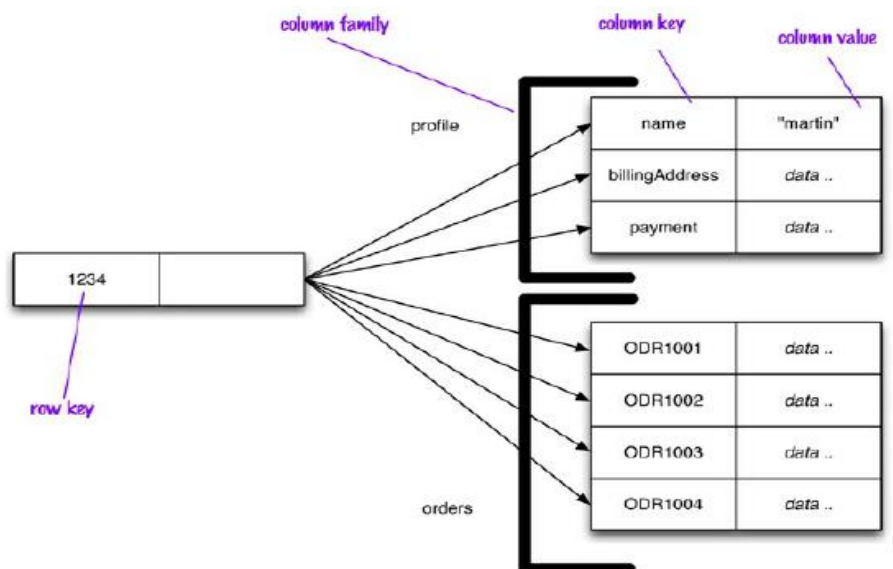 column family
column key
column value
profile
name
"martin"
billingAddress
data ..
payment
data ..
1234
row key
ODR1001
data ..
ODR1002
data ..
ODR1003
data ..
ODR1004
data ..
orders